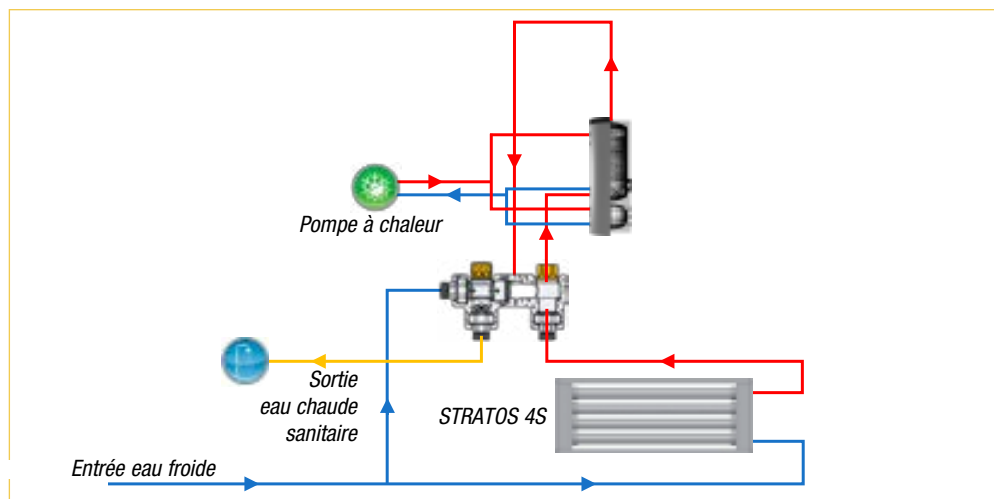 Pompe à chaleur
Sortie
eau chaude
sanitaire
STRATOS 4S
Entrée eau froide